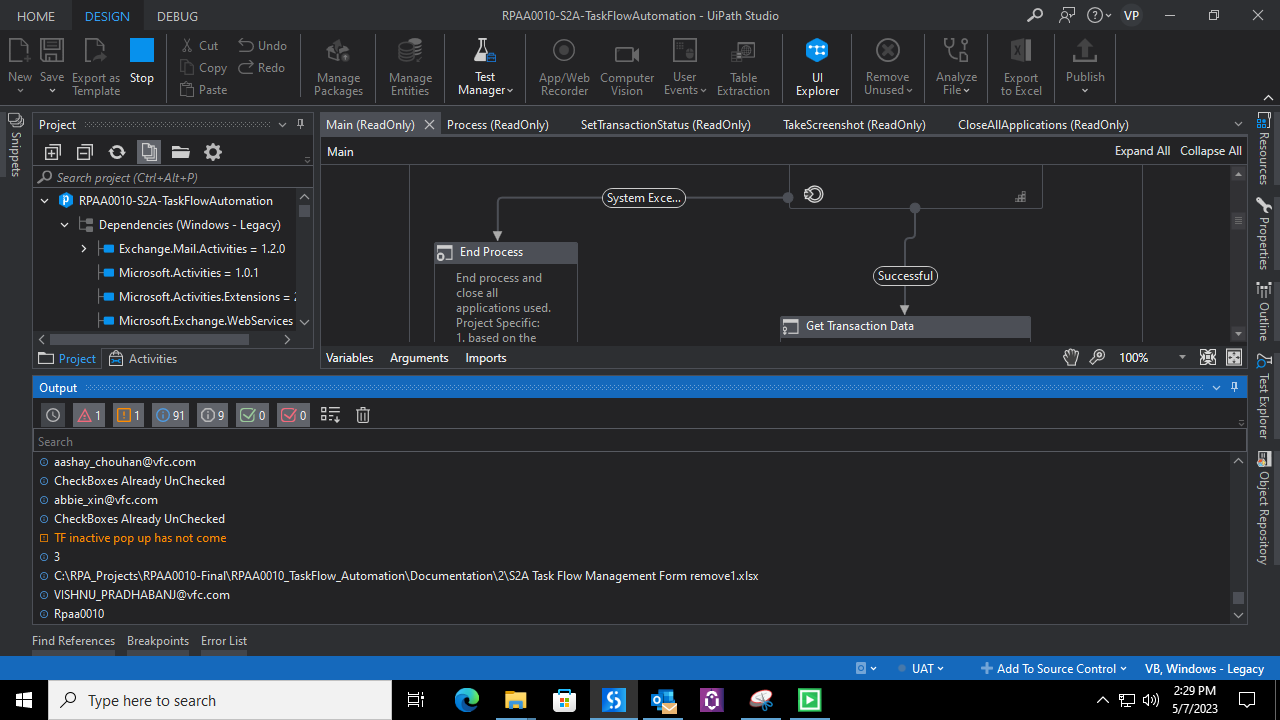 HOME DESIGN DEBUG RPAA0010-S2A-TaskFlowAutomation - UiPath Studio VP
New Save Export as Template Stop
Cut Undo
Copy Redo
Paste
Manage Packages
Manage Entities
Test Manager
App/Web Recorder
Computer Vision
User Events
Table Extraction
UI Explorer
Remove Unused
Analyze File
Export to Excel
Publish
Snippets
Project
Search project (Ctrl+Alt+P)
RPAA0010-S2A-TaskFlowAutomation
Dependencies (Windows - Legacy)
Exchange.Mail.Activities = 1.2.0
Microsoft.Activities = 1.0.1
Microsoft.Activities.Extensions =
Microsoft.Exchange.WebServices
Project Activities
Main (ReadOnly) Process (ReadOnly) SetTransactionStatus (ReadOnly) TakeScreenshot (ReadOnly) CloseAllApplications (ReadOnly)
Main Expand All Collapse All
System Exce...
End Process
End process and
close all
applications used.
Project Specific:
1. based on the
Successful
Get Transaction Data
Variables Arguments Imports 100%
Resources
Properties
Outline
Test Explorer
Object Repository
Output
1 1 91 9 0 0
Search
aashay_chouhan@vfc.com
CheckBoxes Already UnChecked
abbie_xin@vfc.com
CheckBoxes Already UnChecked
TF inactive pop up has not come
3
C:\RPA_Projects\RPAA0010-Final\RPAA0010_TaskFlow_Automation\Documentation\2\S2A Task Flow Management Form remove1.xlsx
VISHNU_PRADHABANJ@vfc.com
Rpaa0010
Find References Breakpoints Error List
UAT Add To Source Control VB, Windows - Legacy
Type here to search
2:29 PM
5/7/2023